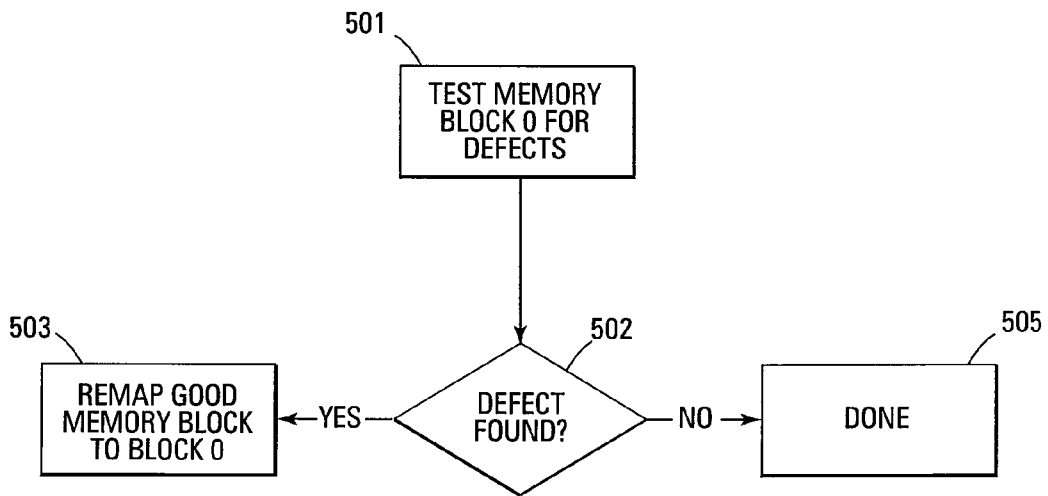 501
TEST MEMORY
BLOCK 0 FOR
DEFECTS
503
REMAP GOOD
MEMORY BLOCK
TO BLOCK 0
YES
502
DEFECT
FOUND?
NO
505
DONE